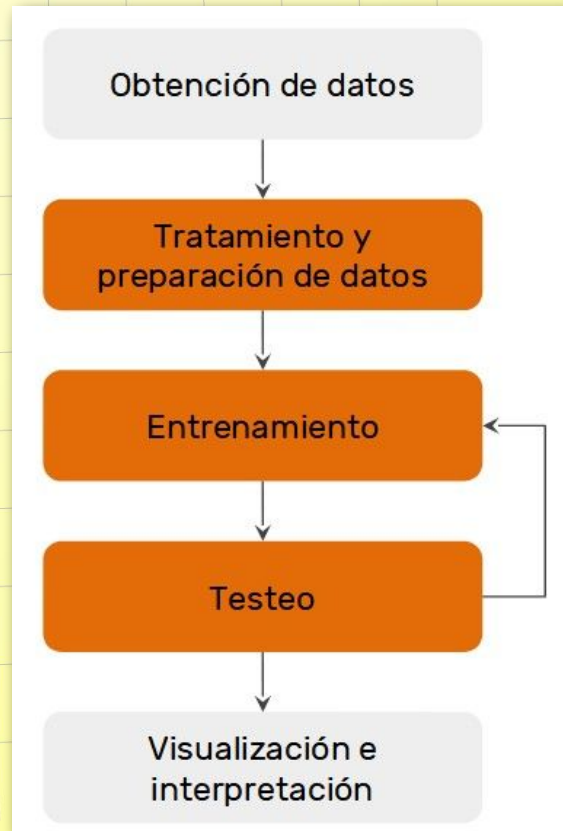 Obtención de datos
Tratamiento y
preparación de datos
Entrenamiento
Testeo
Visualización e
interpretación